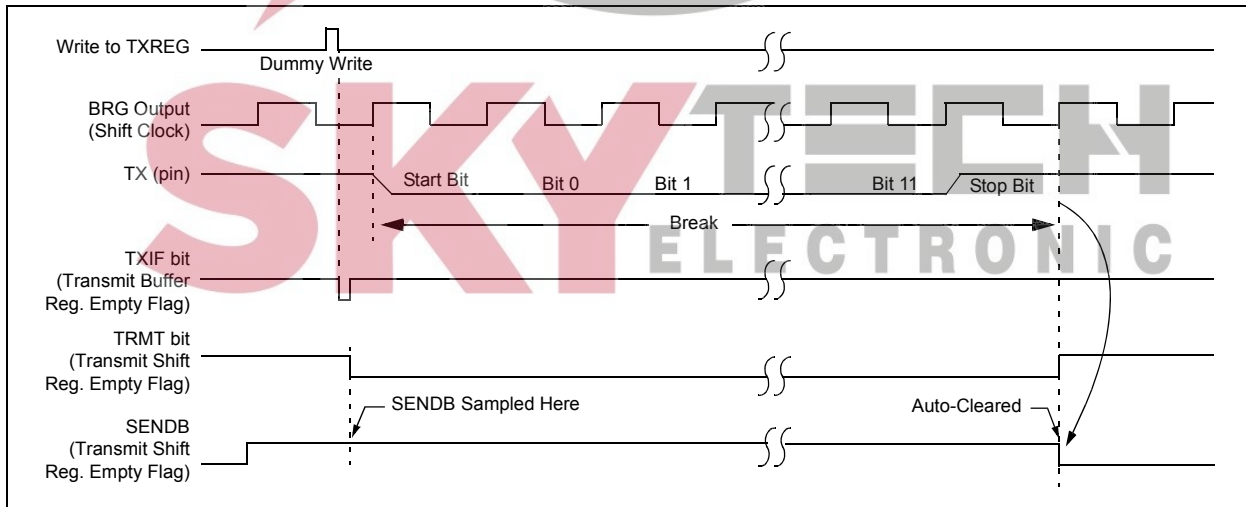 Write to TXREG
Dummy Write
BRG Output
(Shift Clock)
TX (pin)
Start Bit
Bit 0
Bit 1
Bit 11
Stop Bit
Break
TXIF bit
(Transmit Buffer
Reg. Empty Flag)
TRMT bit
(Transmit Shift
Reg. Empty Flag)
SENDB Sampled Here
Auto-Cleared
SENDB
(Transmit Shift
Reg. Empty Flag)
SKYTECH
ELECTRONIC